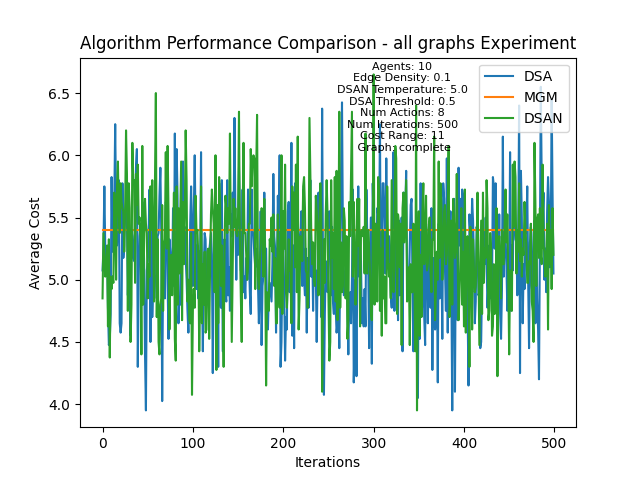 Algorithm Performance Comparison - all graphs Experiment
Agents: 10
Edge Density: 0.1
DSAN Temperature: 5.0
DSA Threshold: 0.5
Num Actions: 8
Num Iterations: 500
Cost Range: 11
Graph: complete
DSA
MGM
DSAN
Average Cost
6.5
6.0
5.5
5.0
4.5
4.0
0
100
200
300
400
500
Iterations